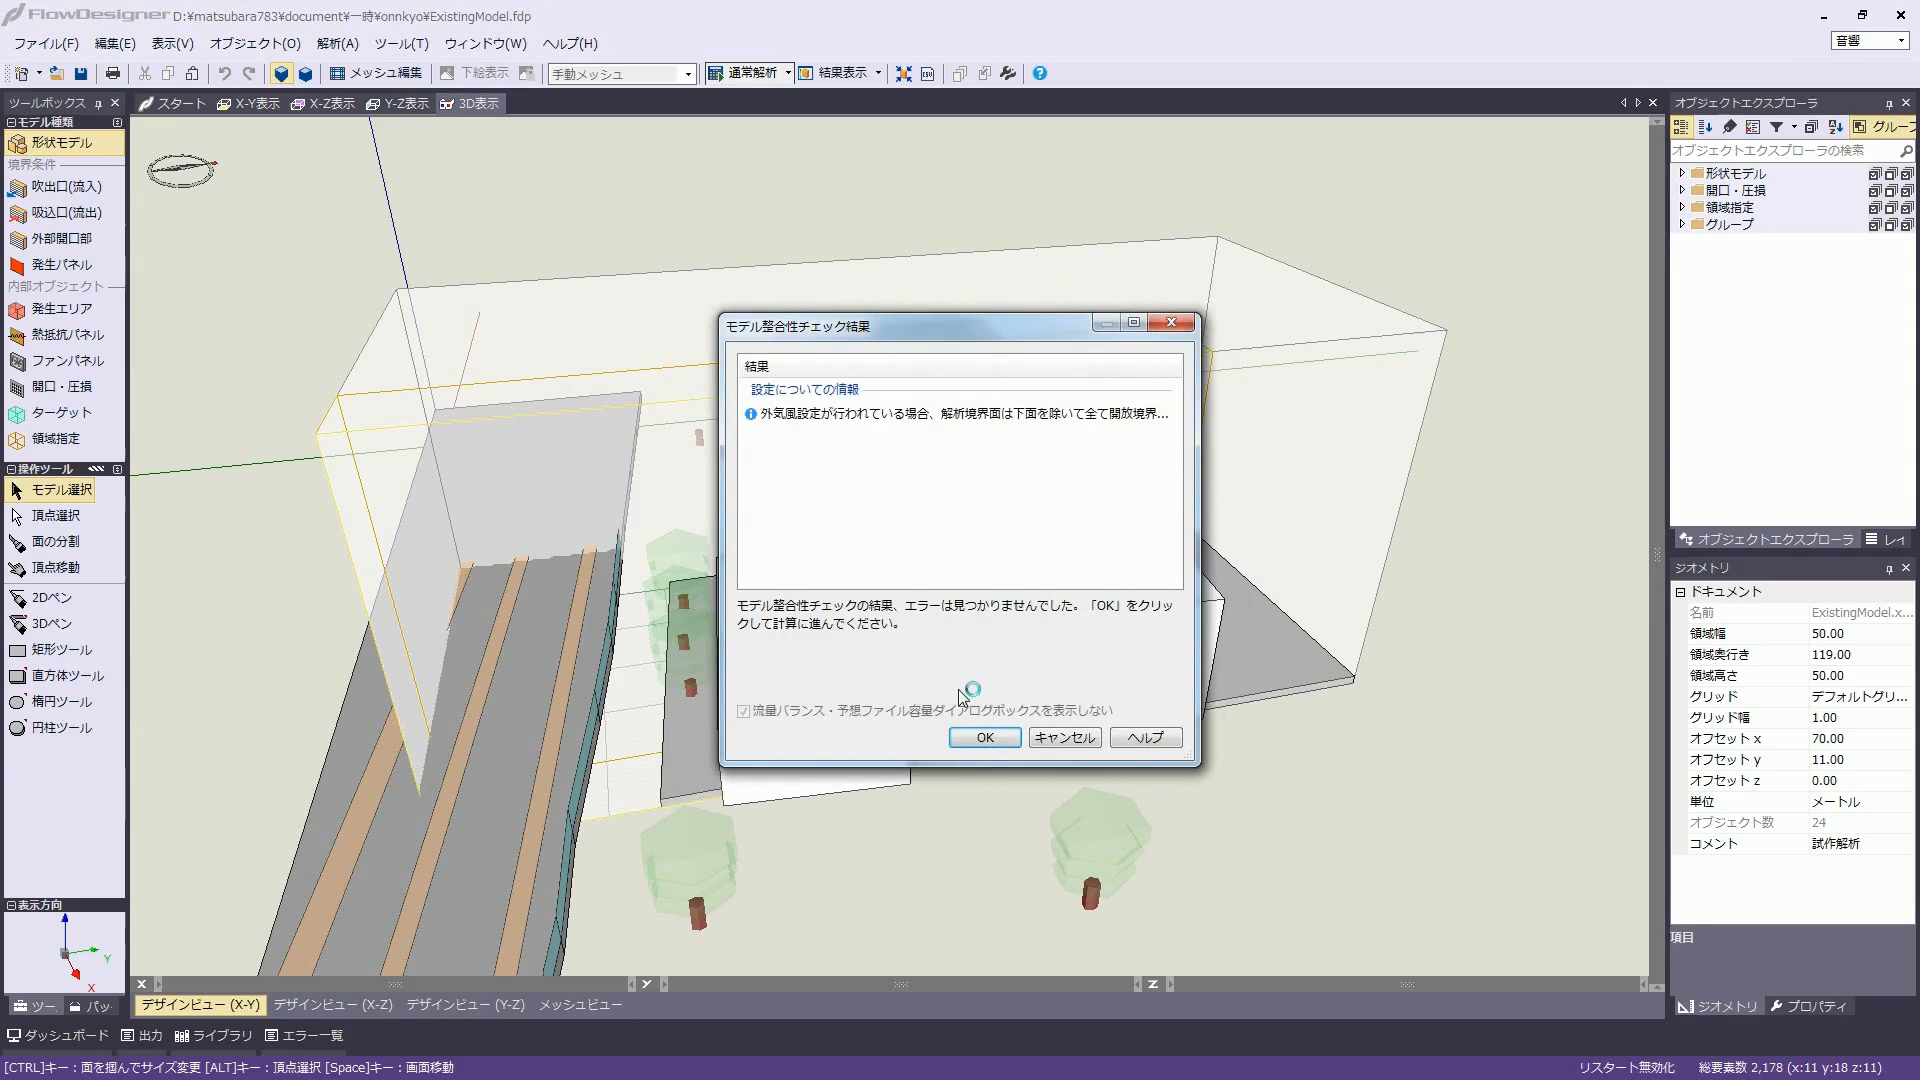 FlowDesigner D:¥matsubara783¥document¥一時¥onnkyo¥ExistingModel.fdp
ファイル(F) 編集(E) 表示(V) オブジェクト(O) 解析(A) ツール(T) ウィンドウ(W) ヘルプ(H)
音響
メッシュ編集 下絵表示 手動メッシュ 通常解析 結果表示
ツールボックス
スタート X-Y表示 X-Z表示 Y-Z表示 3D表示
モデル種類
形状モデル
境界条件
吹出口(流入)
吸込口(流出)
外部開口部
発生パネル
内部オブジェクト
発生エリア
熱抵抗パネル
ファンパネル
開口・圧損
ターゲット
領域指定
操作ツール
モデル選択
頂点選択
面の分割
頂点移動
2Dペン
3Dペン
矩形ツール
直方体ツール
楕円ツール
円柱ツール
表示方向
Y
X
ツー... パッ...
モデル整合性チェック結果
結果
設定についての情報
外気風設定が行われている場合、解析境界面は下面を除いて全て開放境界...
モデル整合性チェックの結果、エラーは見つかりませんでした。「OK」をクリッ
クして計算に進んでください。
流量バランス・予想ファイル容量ダイアログボックスを表示しない
OK キャンセル ヘルプ
オブジェクトエクスプローラ
グループ
オブジェクトエクスプローラの検索
形状モデル
開口・圧損
領域指定
グループ
オブジェクトエクスプローラ レイ
ジオメトリ
ドキュメント
名前 ExistingModel.x...
領域幅 50.00
領域奥行き 119.00
領域高さ 50.00
グリッド デフォルトグリ...
グリッド幅 1.00
オフセット x 70.00
オフセット y 11.00
オフセット z 0.00
単位 メートル
オブジェクト数 24
コメント 試作解析
項目
ジオメトリ プロパティ
X Y Z
デザインビュー (X-Y) デザインビュー (X-Z) デザインビュー (Y-Z) メッシュビュー
ダッシュボード 出力 ライブラリ エラー一覧
[CTRL]キー：面を掴んでサイズ変更 [ALT]キー：頂点選択 [Space]キー：画面移動
リスタート無効化 総要素数 2,178 (x:11 y:18 z:11)